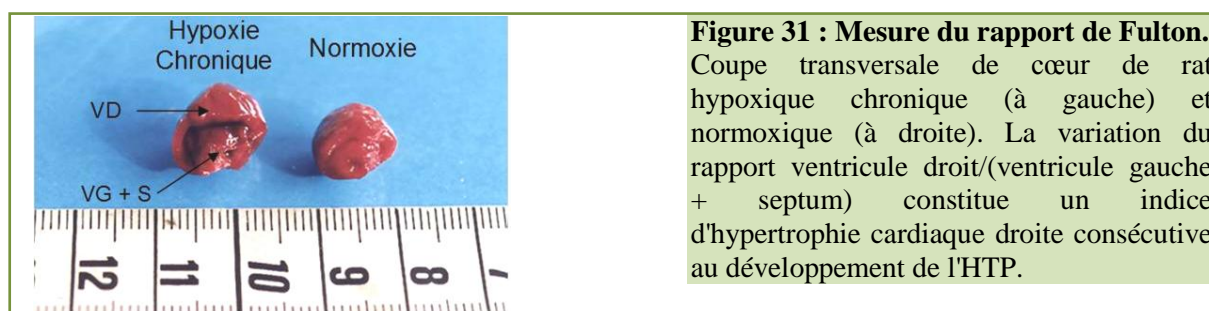 Hypoxie
Chronique
Normoxie
VD
VG + S
12 11 10 9 8
Figure 31 : Mesure du rapport de Fulton.
Coupe transversale de cœur de rat
hypoxique chronique (à gauche) et
normoxique (à droite). La variation du
rapport ventricule droit/(ventricule gauche
+ septum) constitue un indice
d'hypertrophie cardiaque droite consécutive
au développement de l'HTP.